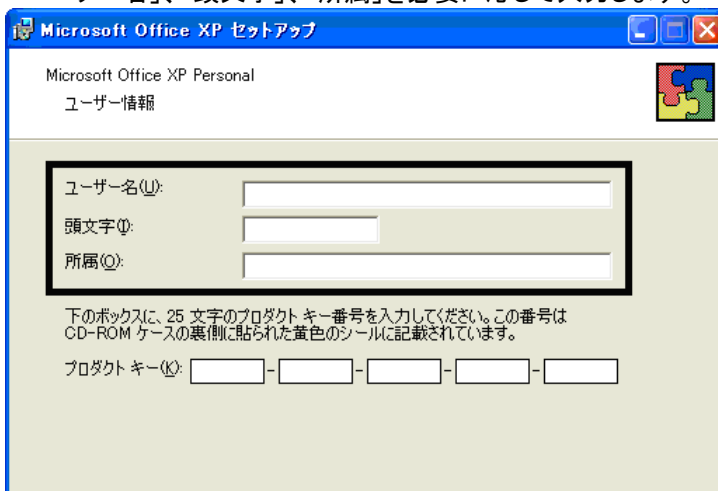 Microsoft Office XP セットアップ
Microsoft Office XP Personal
ユーザー情報
ユーザー名(U):
頭文字(I):
所属(O):
下のボックスに、25 文字のプロダクト キー番号を入力してください。この番号は
CD-ROM ケースの裏側に貼られた黄色のシールに記載されています。
プロダクト キー(K): - - - -